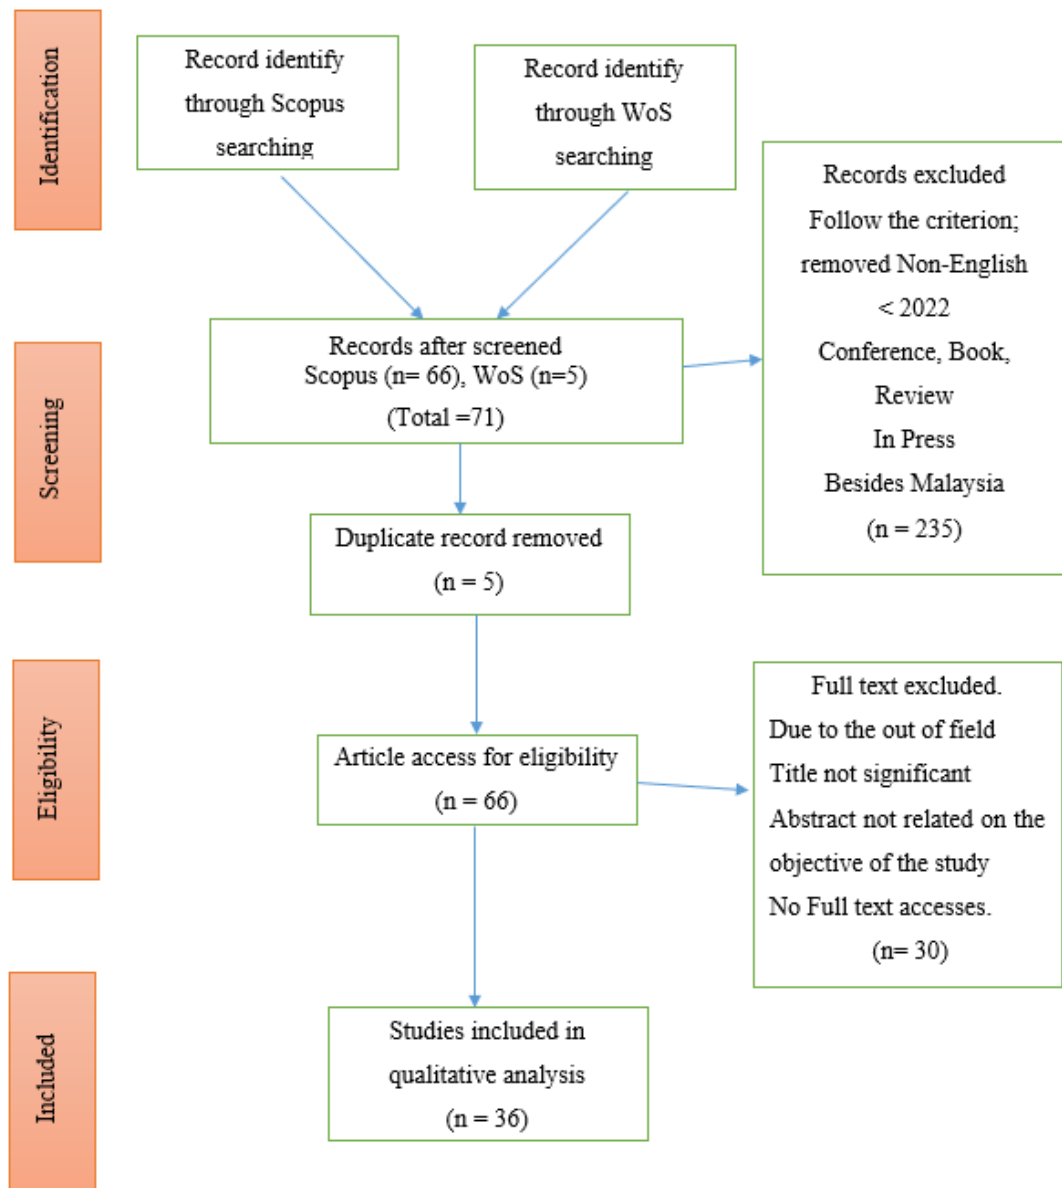 Identification
Record identify
through Scopus
searching
Record identify
through WoS
searching
Records excluded
Follow the criterion;
removed Non-English
< 2022
Conference, Book,
Review
In Press
Besides Malaysia
(n = 235)
Screening
Records after screened
Scopus (n= 66), WoS (n=5)
(Total =71)
Duplicate record removed
(n = 5)
Eligibility
Article access for eligibility
(n = 66)
Full text excluded.
Due to the out of field
Title not significant
Abstract not related on the
objective of the study
No Full text accesses.
(n= 30)
Included
Studies included in
qualitative analysis
(n = 36)